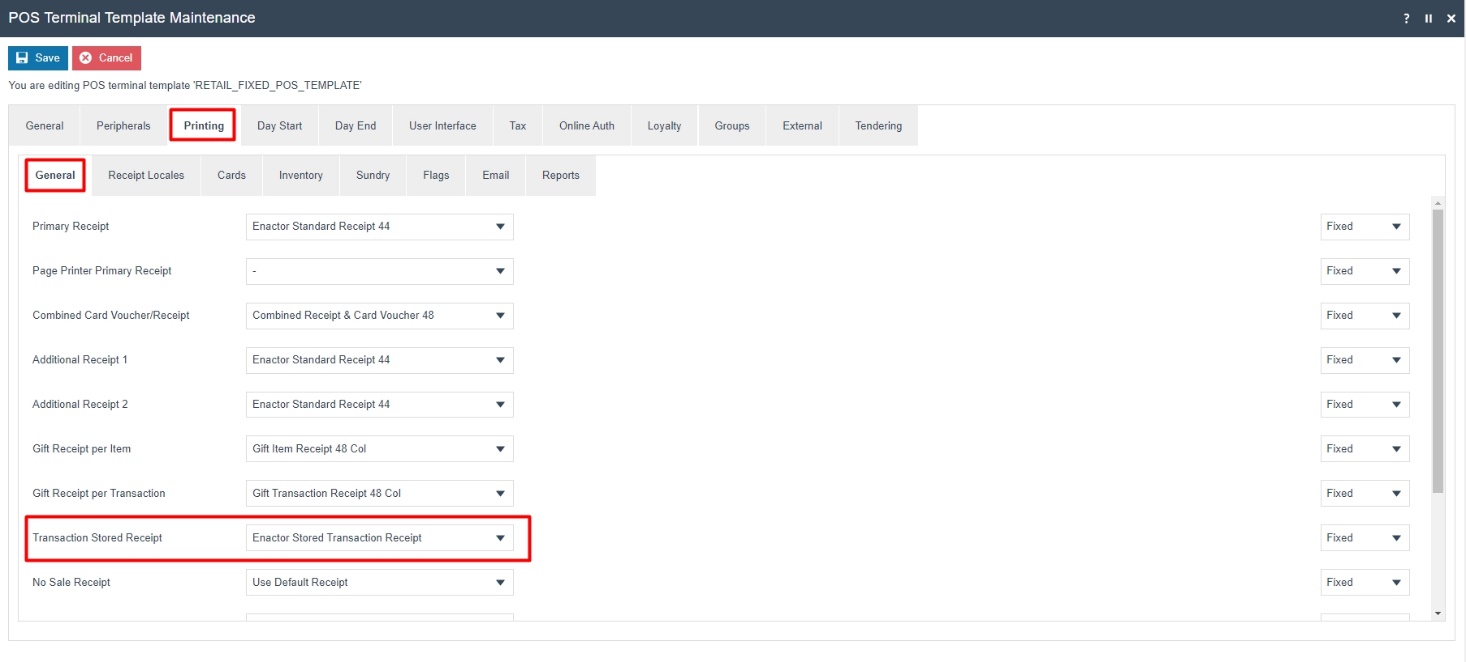 POS Terminal Template Maintenance ?
Save Cancel
You are editing POS terminal template 'RETAIL_FIXED_POS_TEMPLATE'
General Peripherals Printing Day Start Day End User Interface Tax Online Auth Loyalty Groups External Tendering
General Receipt Locales Cards Inventory Sundry Flags Email Reports
Primary Receipt Enactor Standard Receipt 44 Fixed
Page Printer Primary Receipt - Fixed
Combined Card Voucher/Receipt Combined Receipt & Card Voucher 48 Fixed
Additional Receipt 1 Enactor Standard Receipt 44 Fixed
Additional Receipt 2 Enactor Standard Receipt 44 Fixed
Gift Receipt per Item Gift Item Receipt 48 Col Fixed
Gift Receipt per Transaction Gift Transaction Receipt 48 Col Fixed
Transaction Stored Receipt Enactor Stored Transaction Receipt Fixed
No Sale Receipt Use Default Receipt Fixed